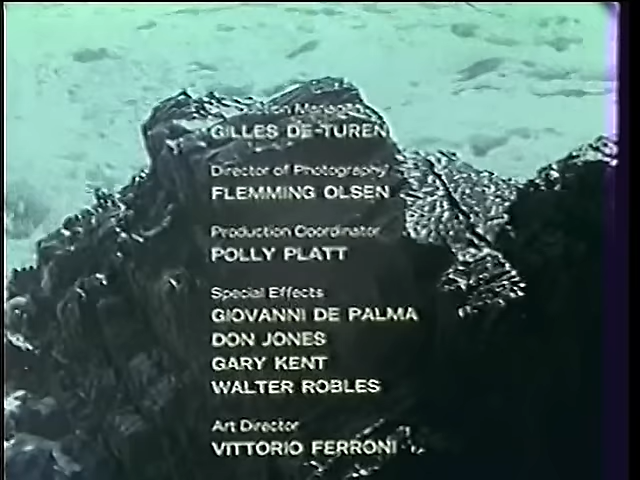 GILLES DE-TUREN
Director of Photography
FLEMMING OLSEN
Production Coordinator
POLLY PLATT
Special Effects
GIOVANNI DE PALMA
DON JONES
GARY KENT
WALTER ROBLES
Art Director
VITTORIO FERRONI